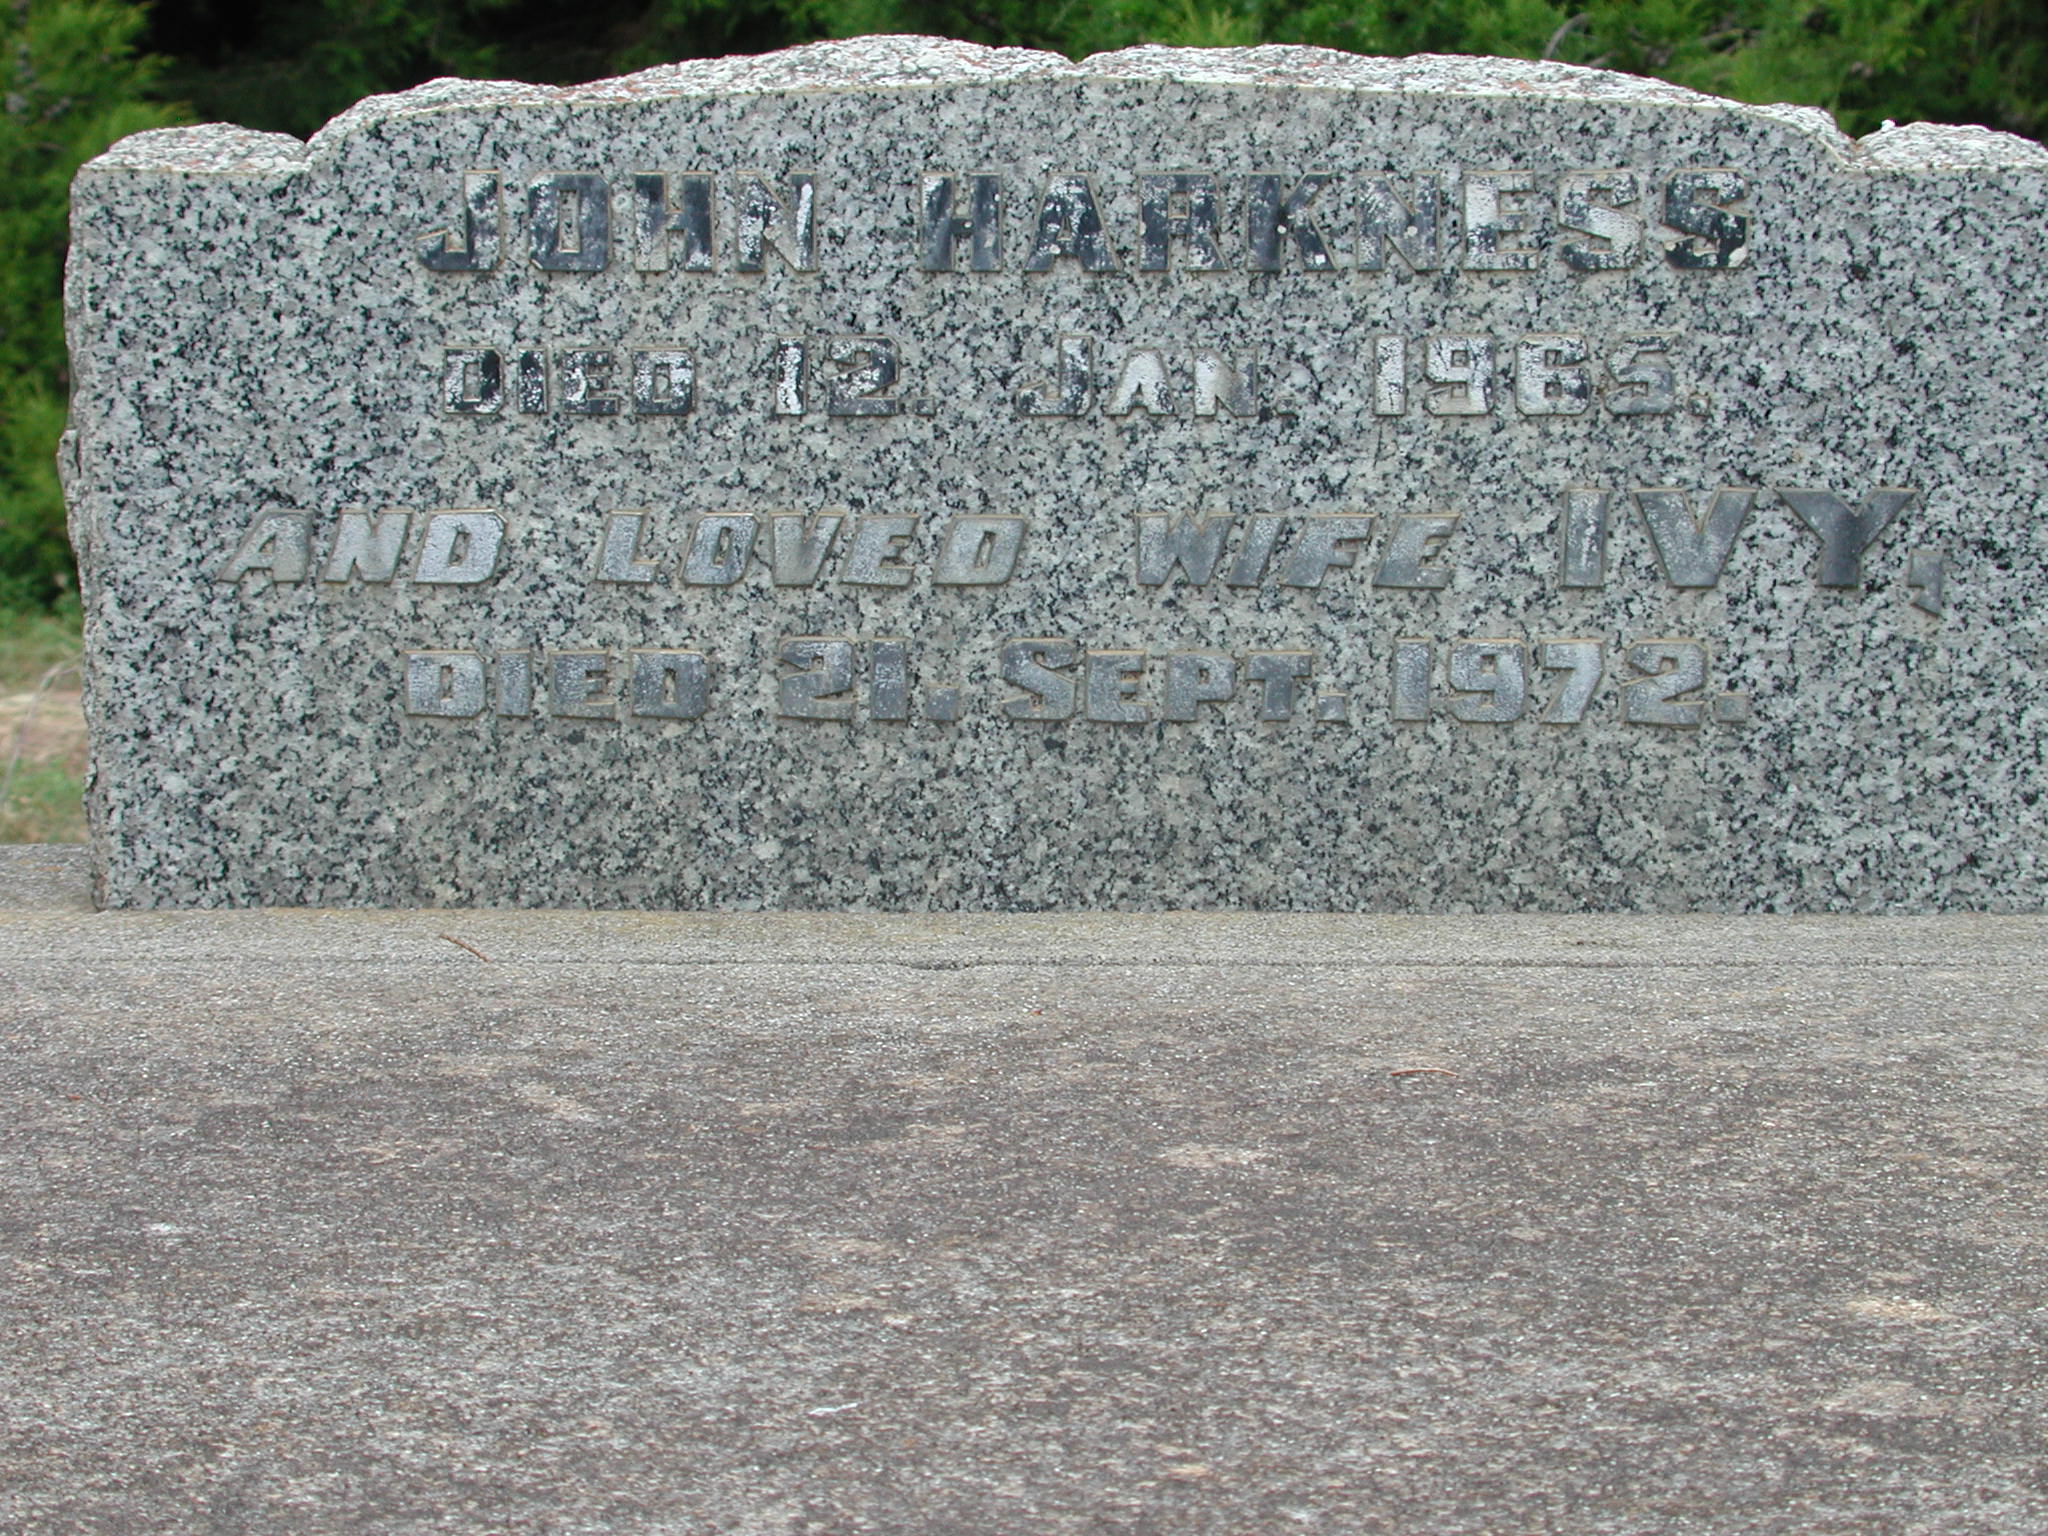 JOHN HARKNESS
DIED 12. JAN. 1965.
AND LOVED WIFE IVY,
DIED 21. SEPT. 1972.